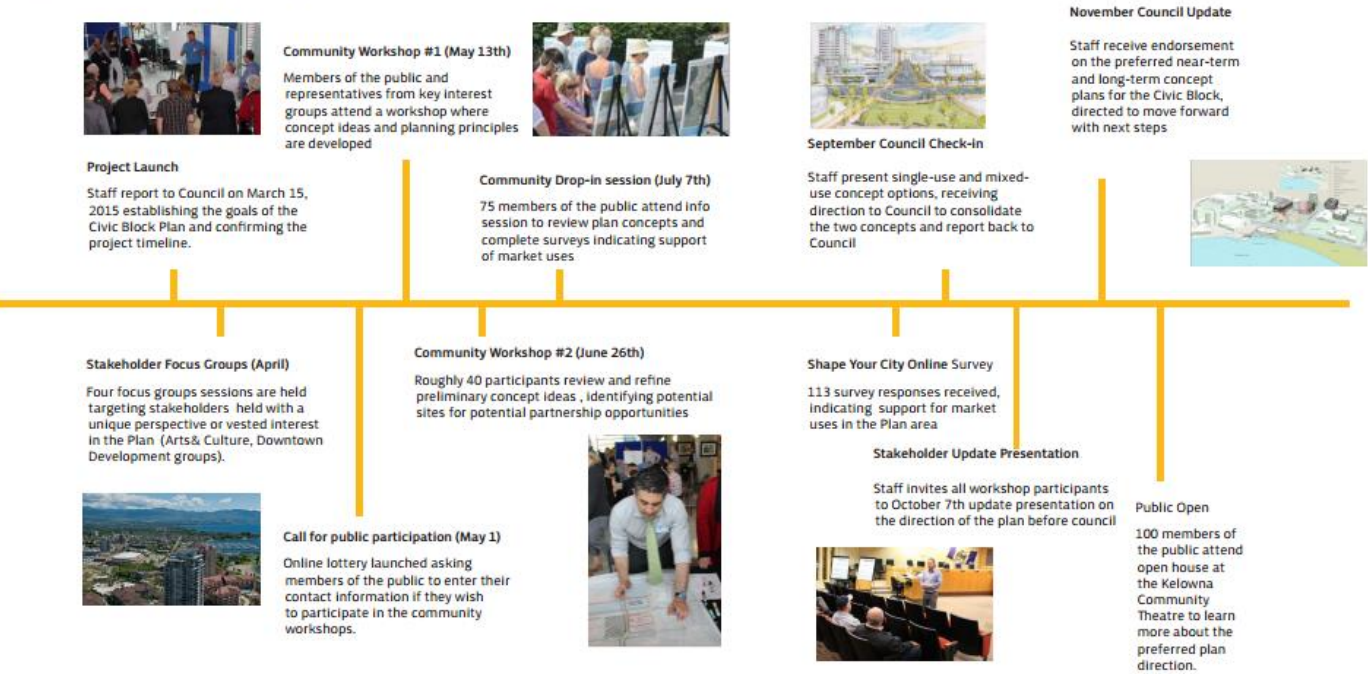 Project Launch
Staff report to Council on March 15,
2015 establishing the goals of the
Civic Block Plan and confirming the
project timeline.
Stakeholder Focus Groups (April)
Four focus groups sessions are held
targeting stakeholders held with a
unique perspective or vested interest
in the Plan (Arts& Culture, Downtown
Development groups).
Call for public participation (May 1)
Online lottery launched asking
members of the public to enter their
contact information if they wish
to participate in the community
workshops.
Community Workshop #1 (May 13th)
Members of the public and
representatives from key interest
groups attend a workshop where
concept ideas and planning principles
are developed
Community Workshop #2 (June 26th)
Roughly 40 participants review and refine
preliminary concept ideas , identifying potential
sites for potential partnership opportunities
Community Drop-in session (July 7th)
75 members of the public attend info
session to review plan concepts and
complete surveys indicating support
of market uses
Shape Your City Online Survey
113 survey responses received,
indicating support for market
uses in the Plan area
September Council Check-in
Staff present single-use and mixed-
use concept options, receiving
direction to Council to consolidate
the two concepts and report back to
Council
Stakeholder Update Presentation
Staff invites all workshop participants
to October 7th update presentation on
the direction of the plan before council
November Council Update
Staff receive endorsement
on the preferred near-term
and long-term concept
plans for the Civic Block,
directed to move forward
with next steps
Public Open
100 members of
the public attend
open house at
the Kelowna
Community
Theatre to learn
more about the
preferred plan
direction.